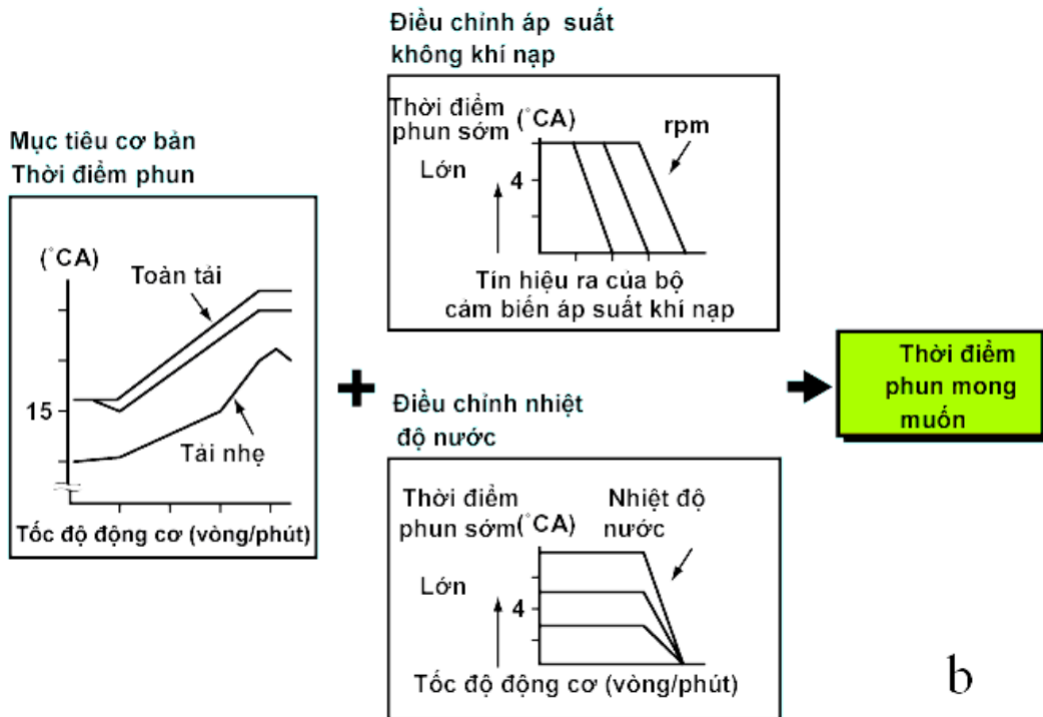 Mục tiêu cơ bản
Thời điểm phun
(°CA)
Toàn tải
15
Tải nhẹ
Tốc độ động cơ (vòng/phút)
Điều chỉnh áp suất
không khí nạp
Thời điểm
phun sớm (°CA)
rpm
Lớn
4
Tín hiệu ra của bộ
cảm biến áp suất khí nạp
Điều chỉnh nhiệt
độ nước
Thời điểm
phun sớm (°CA)
Nhiệt độ
nước
Lớn
4
Tốc độ động cơ (vòng/phút)
Thời điểm
phun mong
muốn
b